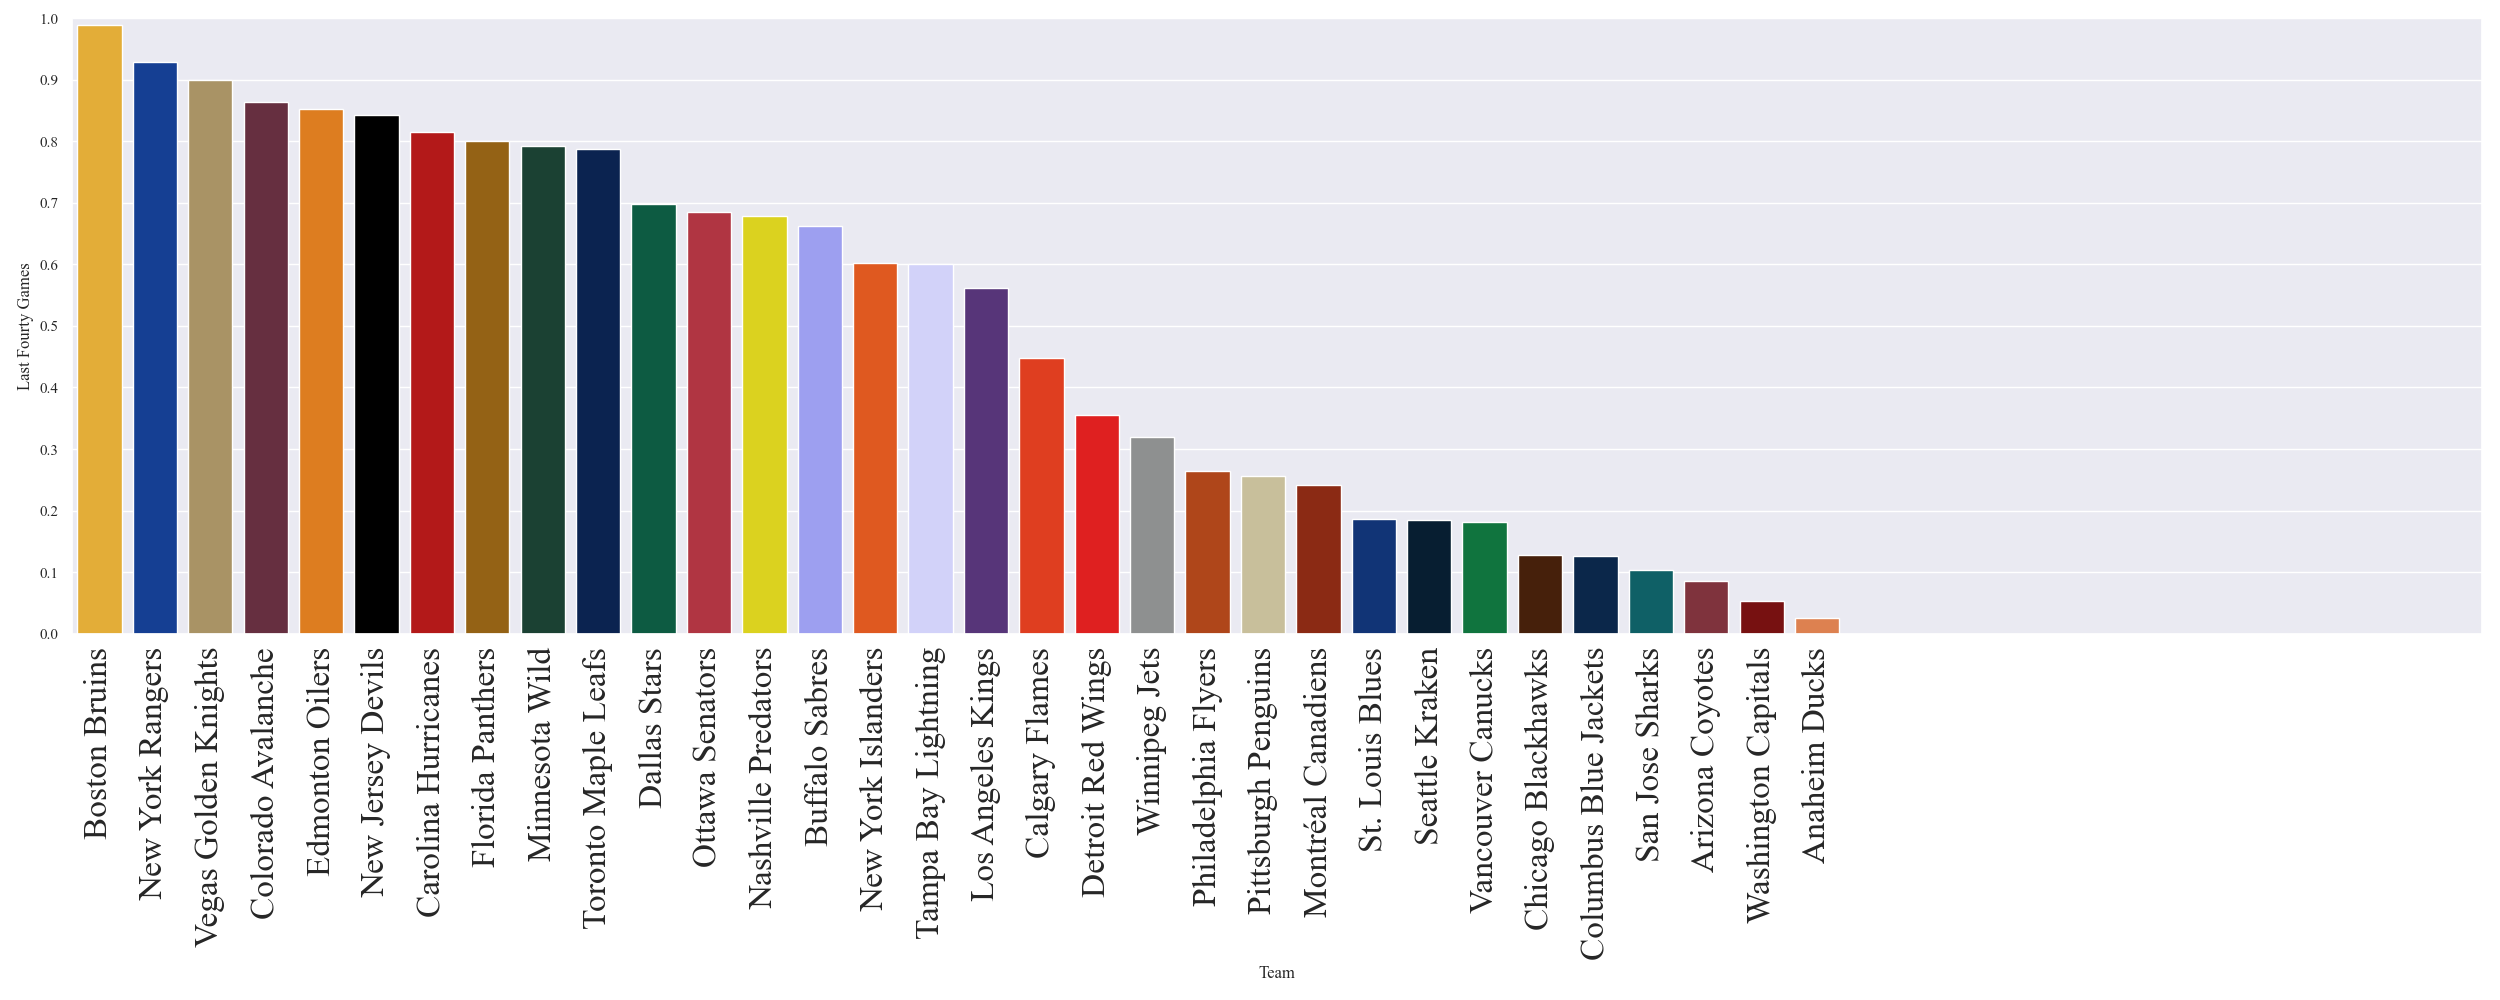 1.0
0.9
0.8
0.7
0.6
0.5
0.4
0.3
0.2
0.1
0.0
Last Fourty Games
Boston Bruins
New York Rangers
Vegas Golden Knights
Colorado Avalanche
Edmonton Oilers
New Jersey Devils
Carolina Hurricanes
Florida Panthers
Minnesota Wild
Toronto Maple Leafs
Dallas Stars
Ottawa Senators
Nashville Predators
Buffalo Sabres
New York Islanders
Tampa Bay Lightning
Los Angeles Kings
Calgary Flames
Detroit Red Wings
Winnipeg Jets
Philadelphia Flyers
Pittsburgh Penguins
Montréal Canadiens
St. Louis Blues
Seattle Kraken
Vancouver Canucks
Chicago Blackhawks
Columbus Blue Jackets
San Jose Sharks
Arizona Coyotes
Washington Capitals
Anaheim Ducks
Team